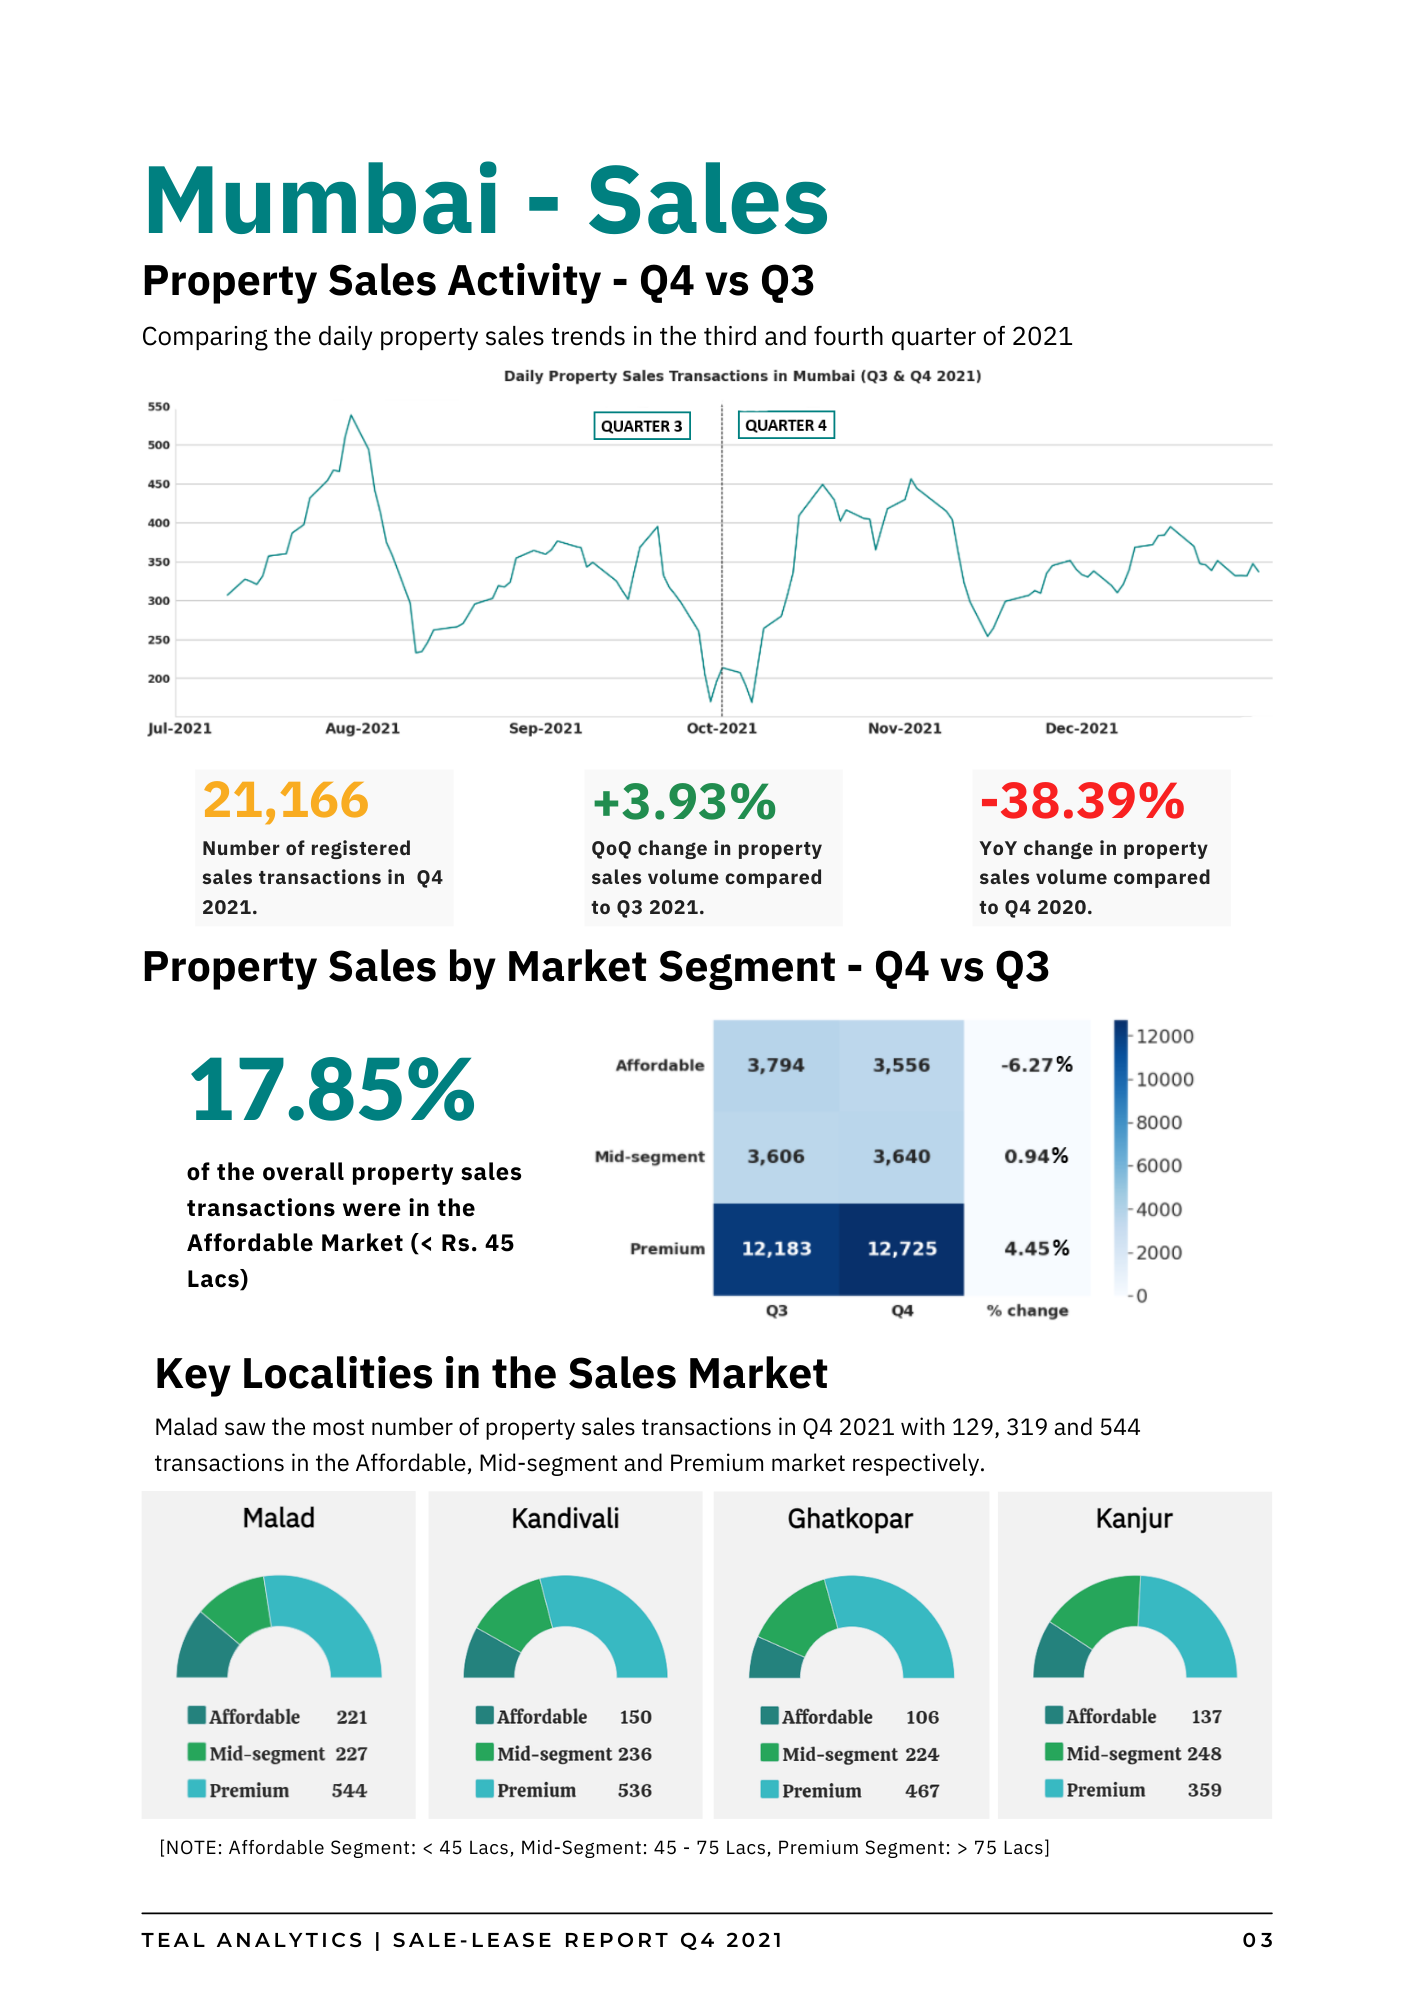 Mumbai - Sales
Property Sales Activity - Q4 vs Q3
Comparing the daily property sales trends in the third and fourth quarter of 2021
Daily Property Sales Transactions in Mumbai (Q3 & Q4 2021)
550
500
450
400
350
300
250
200
QUARTER 3
QUARTER 4
Jul-2021 Aug-2021 Sep-2021 Oct-2021 Nov-2021 Dec-2021
21,166
Number of registered
sales transactions in Q4
2021.
+3.93%
QoQ change in property
sales volume compared
to Q3 2021.
-38.39%
YoY change in property
sales volume compared
to Q4 2020.
Property Sales by Market Segment - Q4 vs Q3
17.85%
of the overall property sales
transactions were in the
Affordable Market (< Rs. 45
Lacs)
Affordable 3,794 3,556 -6.27%
Mid-segment 3,606 3,640 0.94%
Premium 12,183 12,725 4.45%
Q3 Q4 % change
12000
10000
8000
6000
4000
2000
0
Key Localities in the Sales Market
Malad saw the most number of property sales transactions in Q4 2021 with 129, 319 and 544
transactions in the Affordable, Mid-segment and Premium market respectively.
Malad
Affordable 221
Mid-segment 227
Premium 544
Kandivali
Affordable 150
Mid-segment 236
Premium 536
Ghatkopar
Affordable 106
Mid-segment 224
Premium 467
Kanjur
Affordable 137
Mid-segment 248
Premium 359
[NOTE: Affordable Segment: < 45 Lacs, Mid-Segment: 45 - 75 Lacs, Premium Segment: > 75 Lacs]
TEAL ANALYTICS | SALE-LEASE REPORT Q4 2021 03